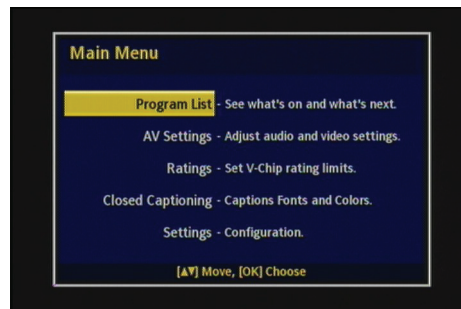 Main Menu
Program List - See what's on and what's next.
AV Settings - Adjust audio and video settings.
Ratings - Set V-Chip rating limits.
Closed Captioning - Captions Fonts and Colors.
Settings - Configuration.
[▲▼] Move, [OK] Choose